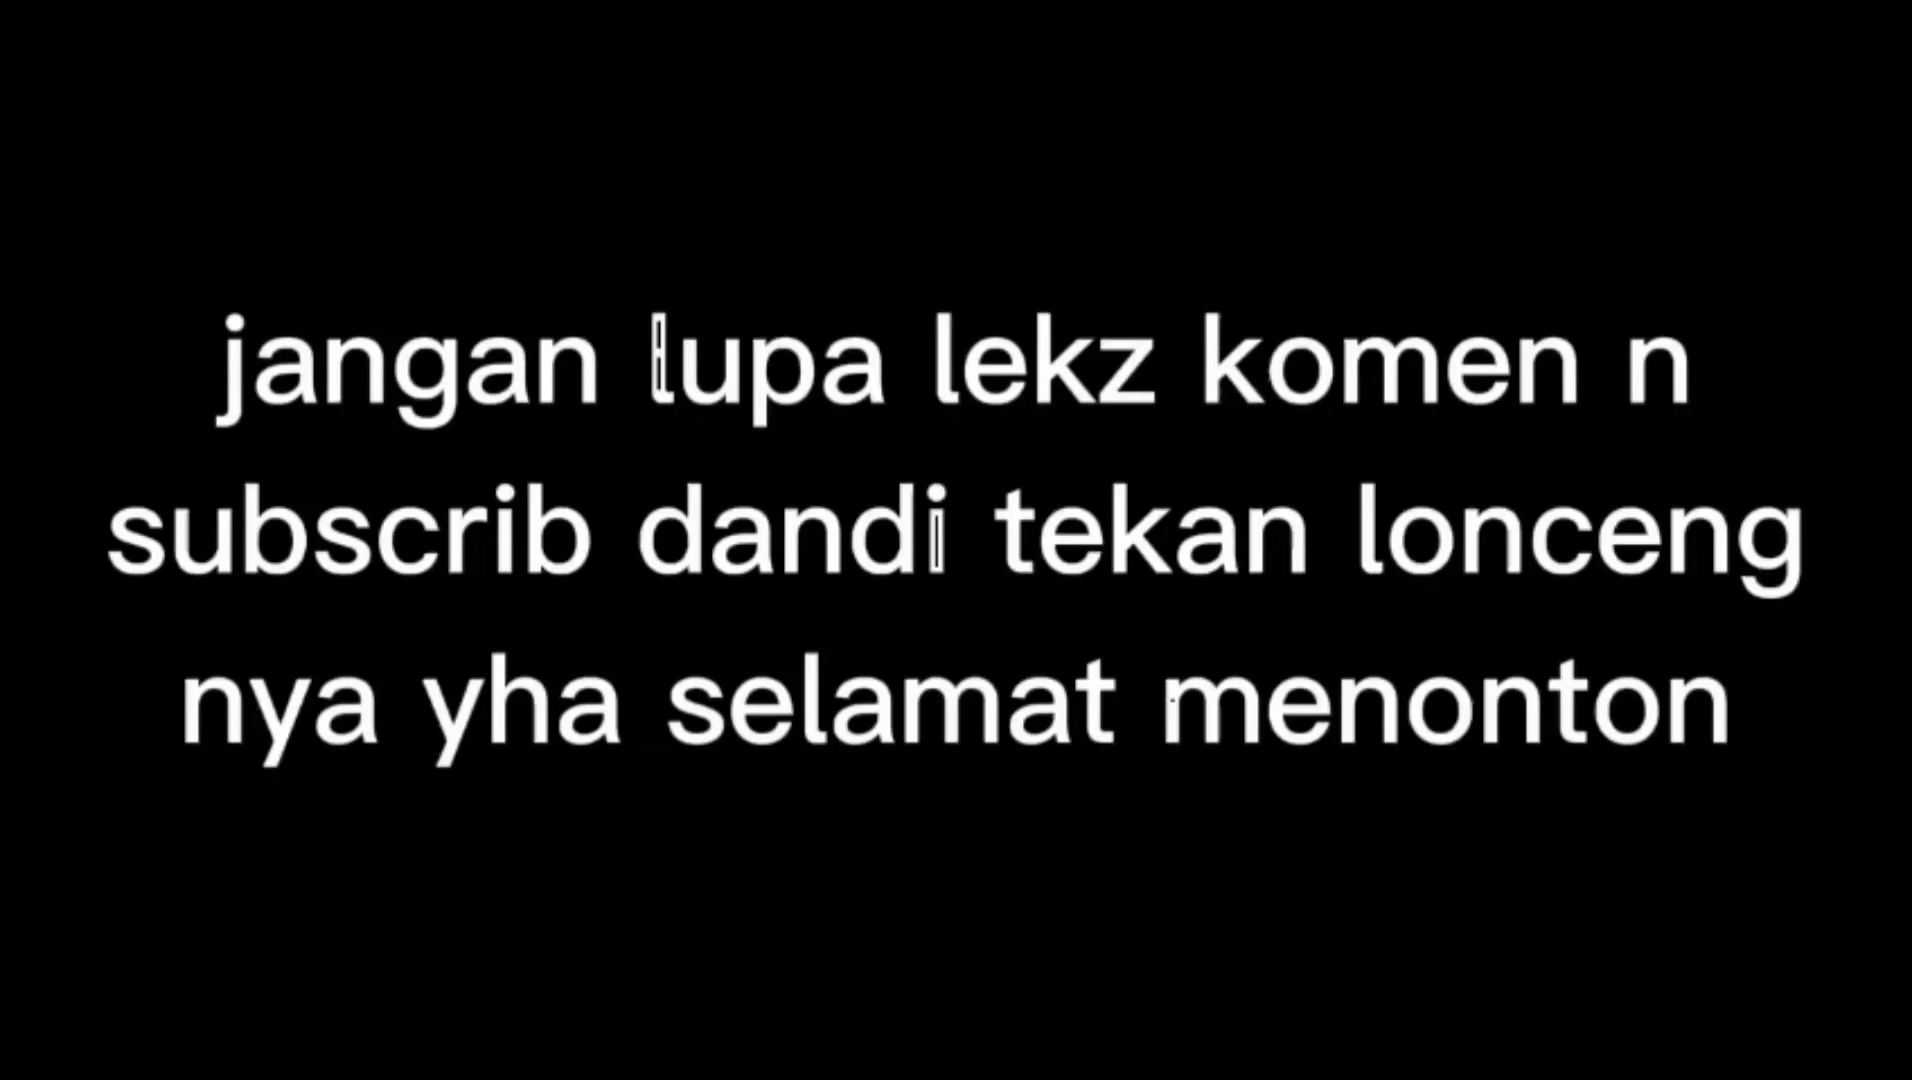 jangan lupa lekz komen n
subscrib dandi tekan lonceng
nya yha selamat menonton